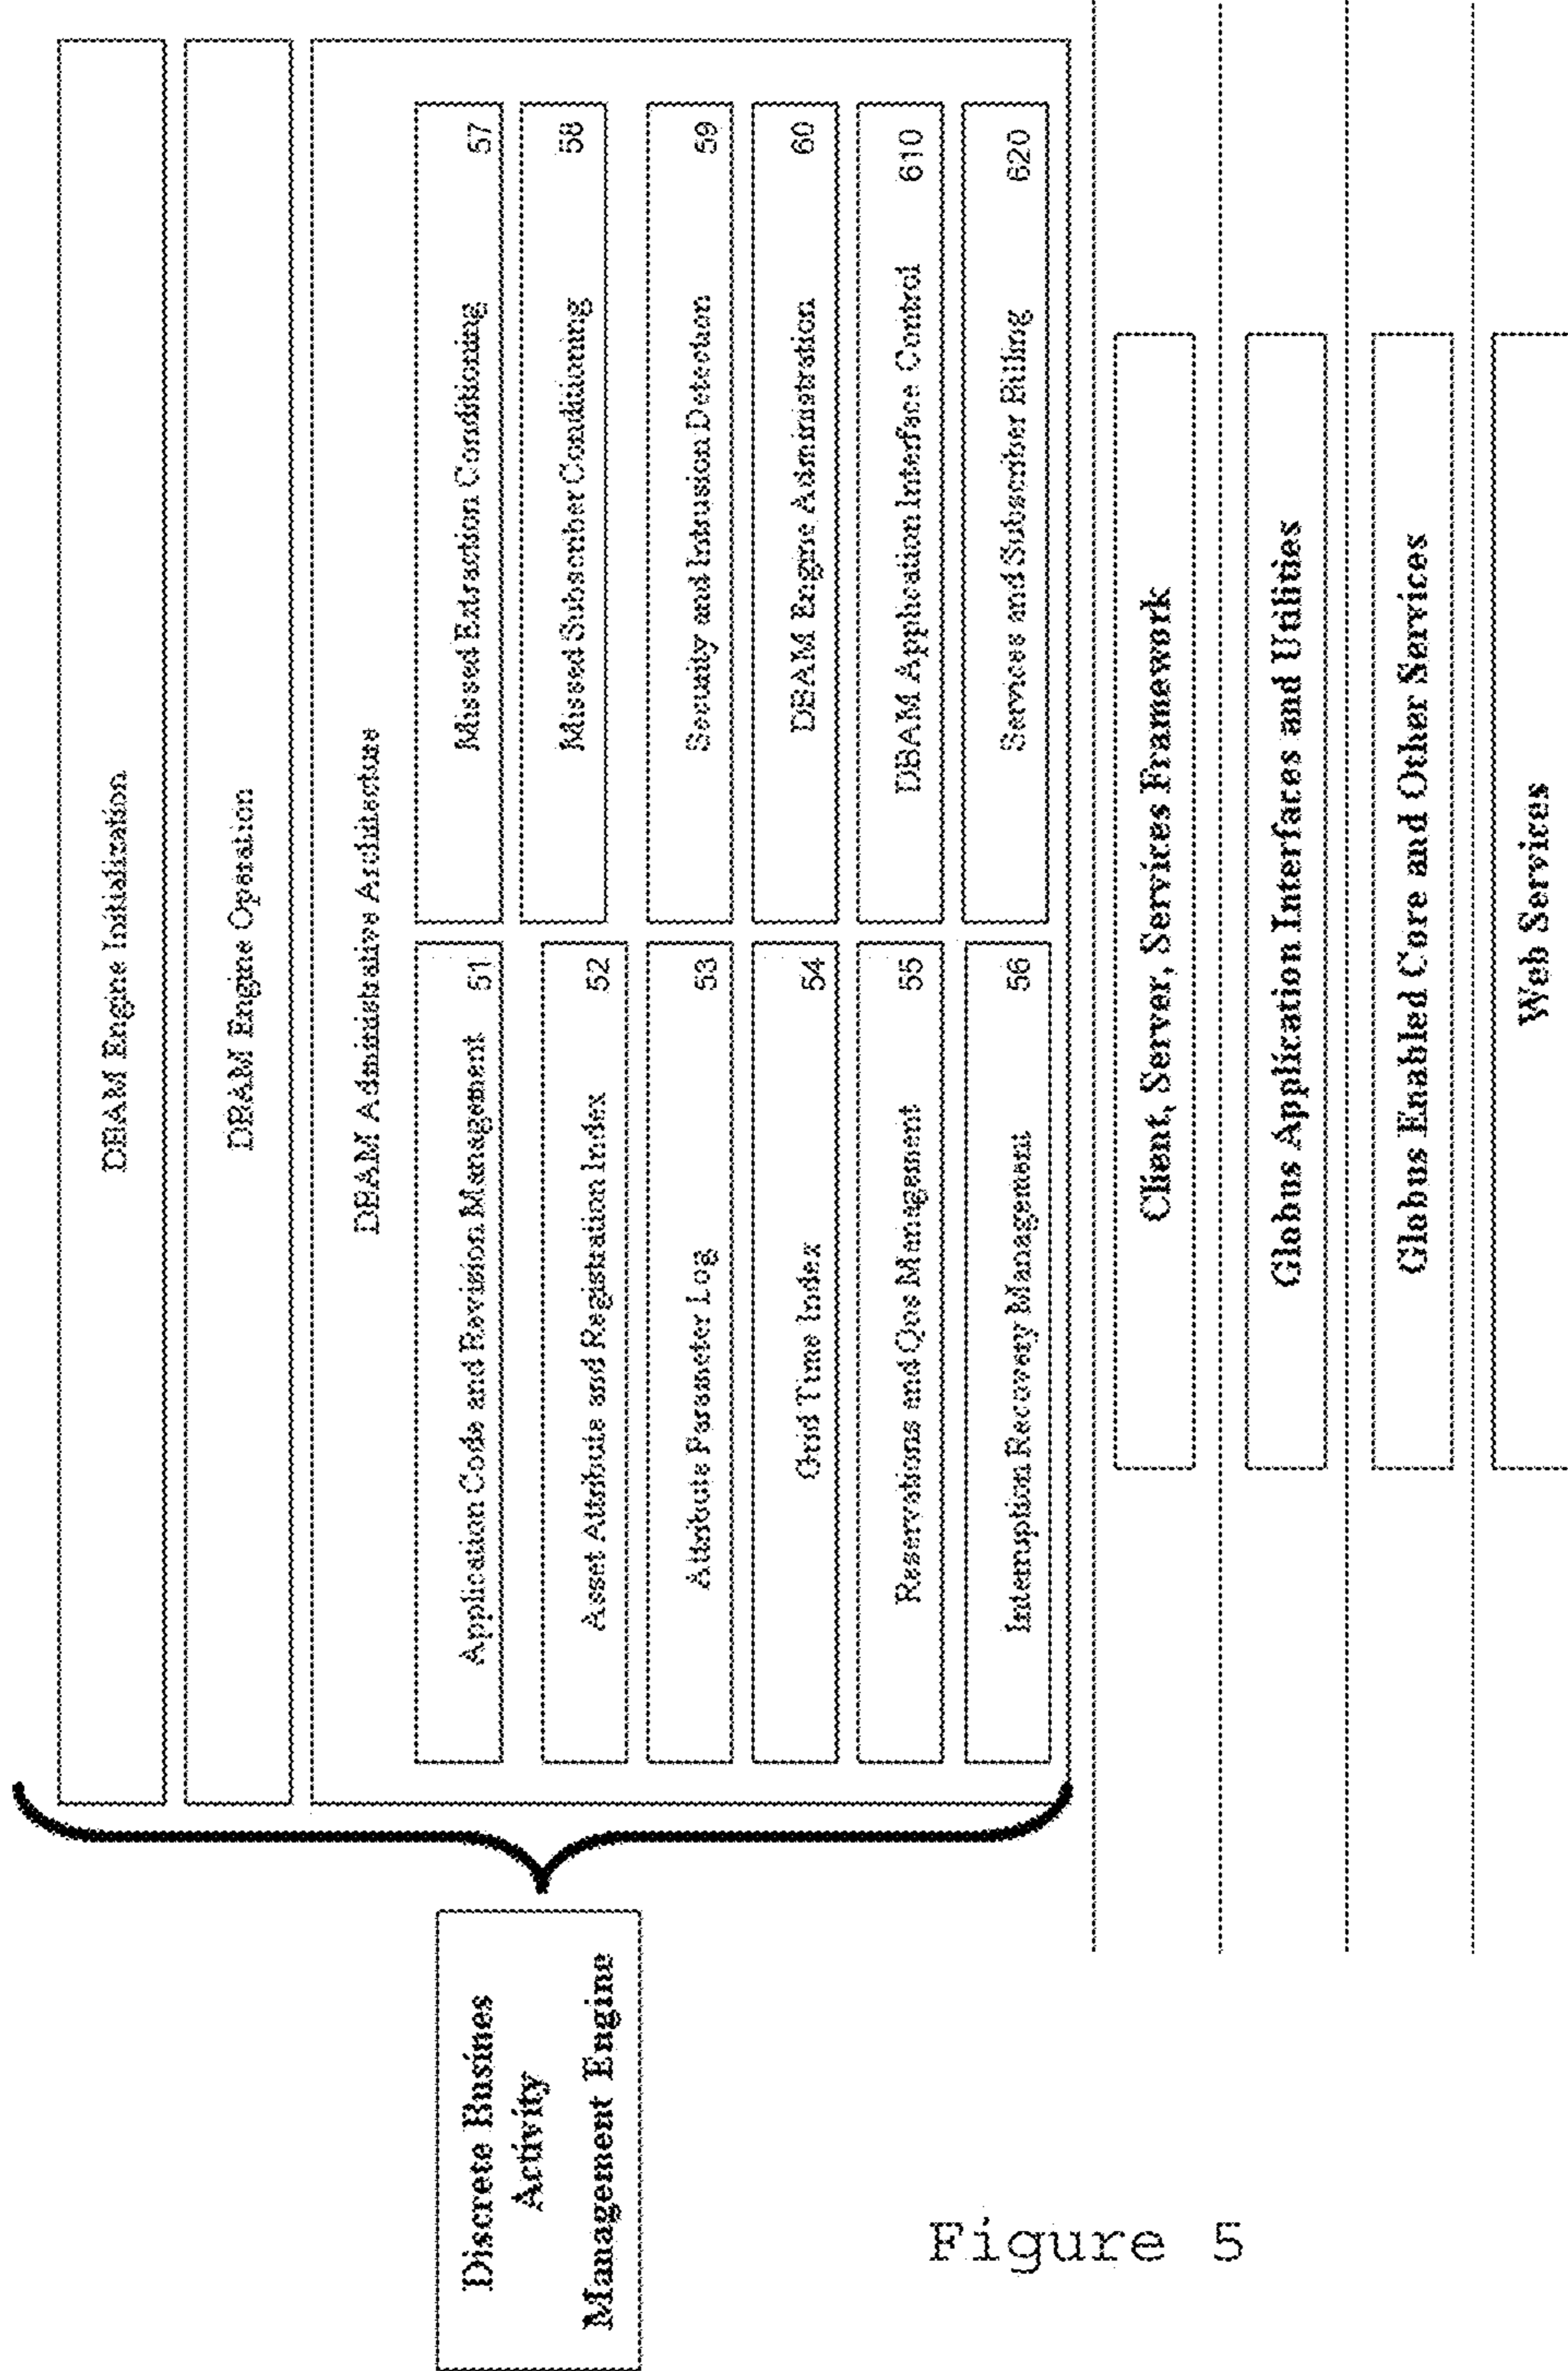 DBAM Engine Initialization
DBAM Engine Operation
DBAM Administrative Architecture
Application Code and Revision Management 51
Missed Extraction Conditioning 57
Asset Attribute and Registration Index 52
Missed Subscriber Conditioning 58
Attribute Parameter Log 53
Security and Intrusion Detection 59
Grid Time Index 54
DBAM Engine Administration 60
Reservations and Qos Management 55
DBAM Application Interface Control 610
Interruption Recovery Management 56
Services and Subscriber Billing 620
Discrete Busines
Activity
Management Engine
Client, Server, Services Framework
Globus Application Interfaces and Utilities
Globus Enabled Core and Other Services
Web Services
Figure 5